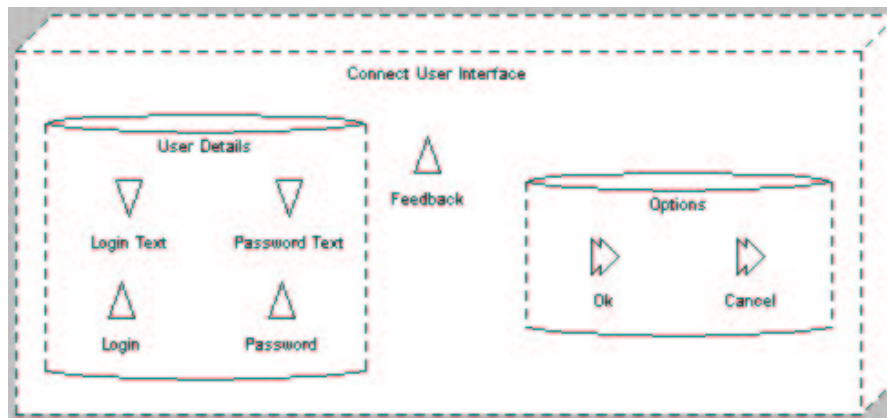 Connect User Interface
User Details
Login Text
Password Text
Login
Password
Feedback
Options
Ok
Cancel